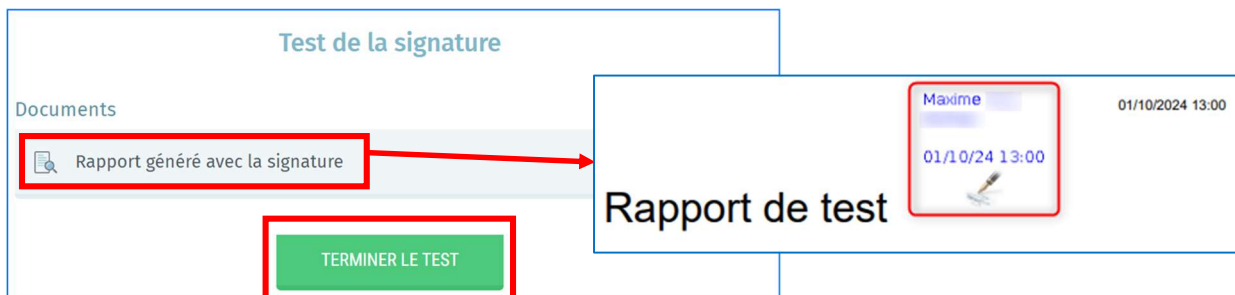 Test de la signature
Documents
Rapport généré avec la signature
TERMINER LE TEST
Maxime
01/10/24 13:00
01/10/2024 13:00
Rapport de test